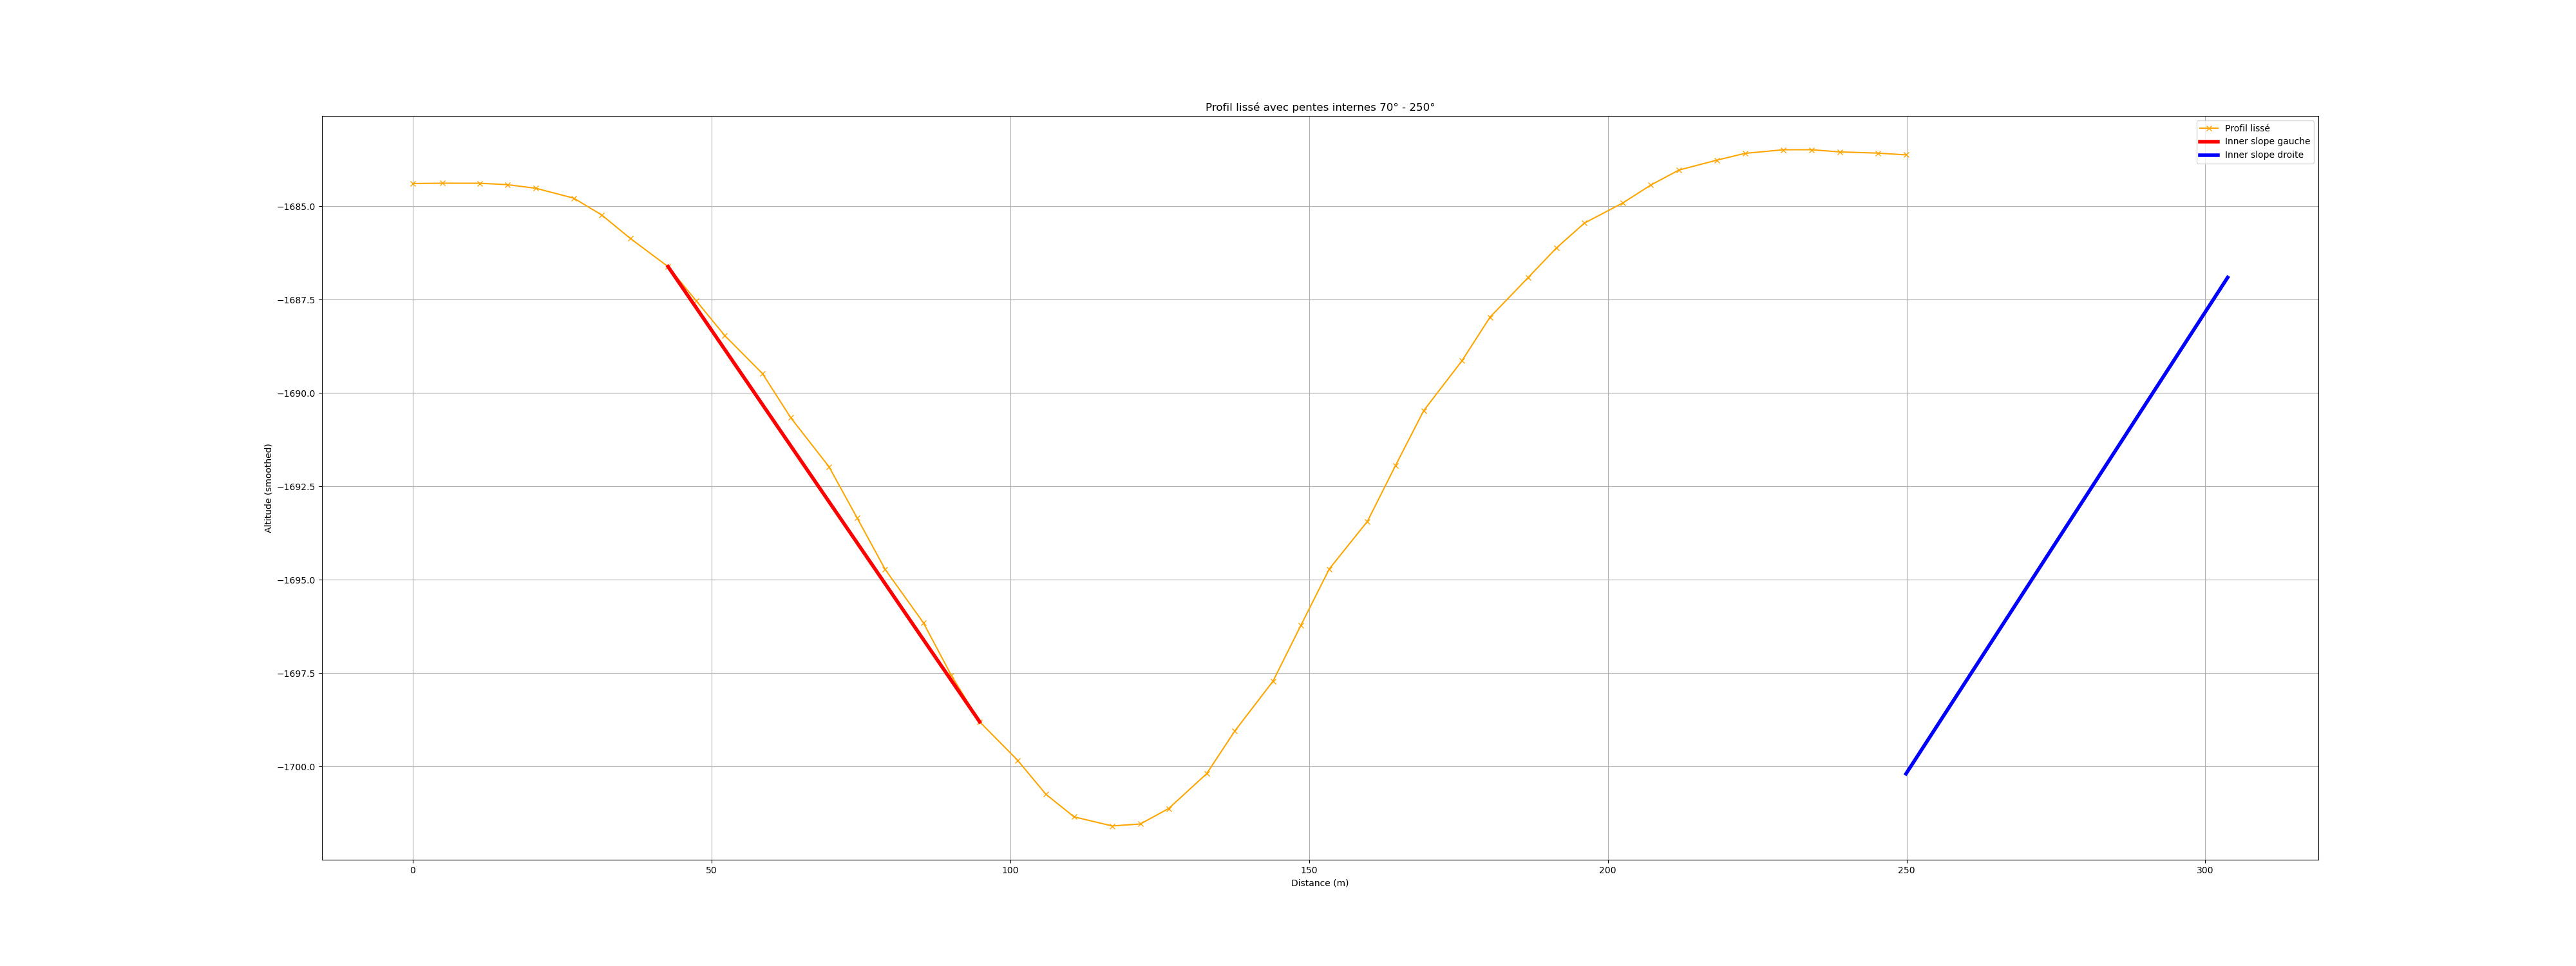 Profil lissé avec pentes internes 70° - 250°
Profil lissé
Inner slope gauche
Inner slope droite
Altitude (smoothed)
−1685.0
−1687.5
−1690.0
−1692.5
−1695.0
−1697.5
−1700.0
0 50 100 150 200 250 300
Distance (m)